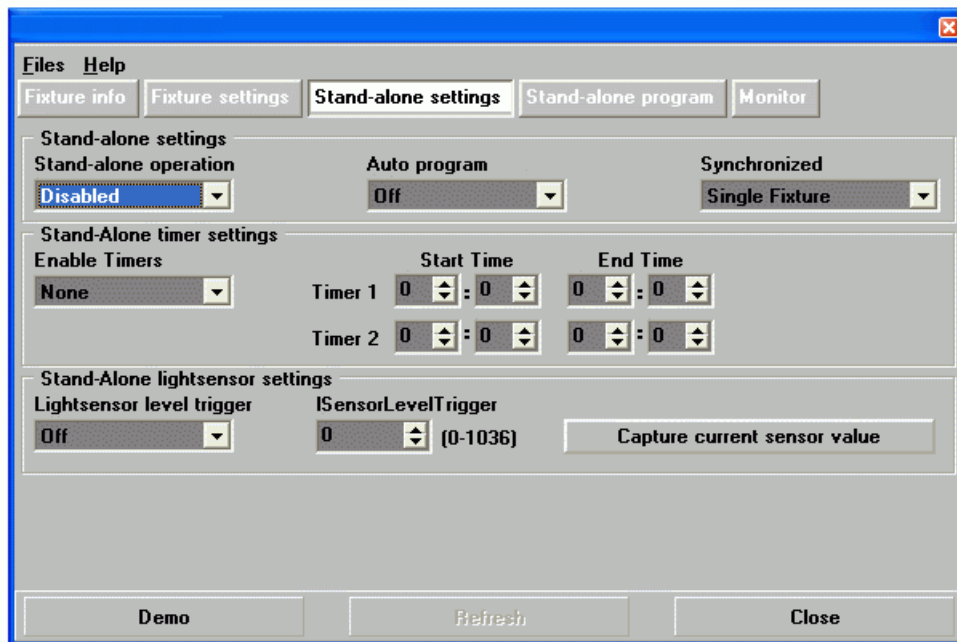 Files Help
Fixture info Fixture settings Stand-alone settings Stand-alone program Monitor
Stand-alone settings
Stand-alone operation Auto program Synchronized
Disabled Off Single Fixture
Stand-Alone timer settings
Enable Timers Start Time End Time
None Timer 1 0 : 0 0 : 0
Timer 2 0 : 0 0 : 0
Stand-Alone lightsensor settings
Lightsensor level trigger lSensorLevelTrigger
Off 0 (0-1036) Capture current sensor value
Demo Refresh Close